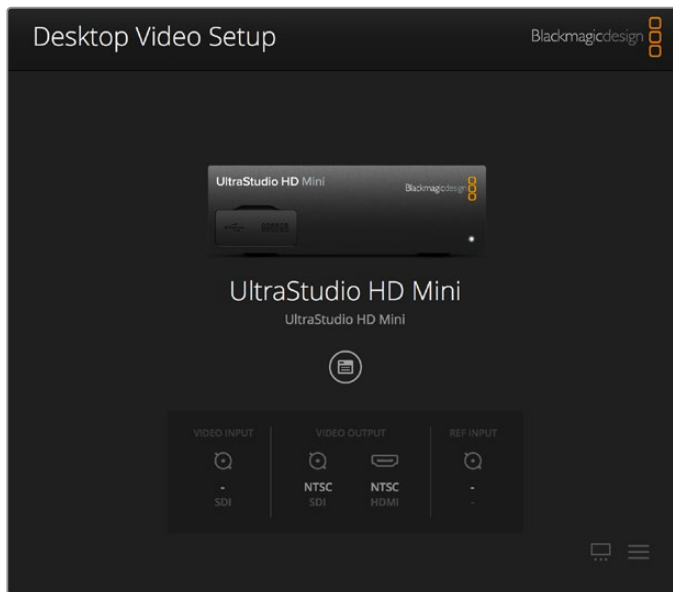 Desktop Video Setup
Blackmagicdesign
UltraStudio HD Mini
Blackmagicdesign
UltraStudio HD Mini
UltraStudio HD Mini
VIDEO INPUT VIDEO OUTPUT REF INPUT
- NTSC NTSC -
SDI SDI HDMI -